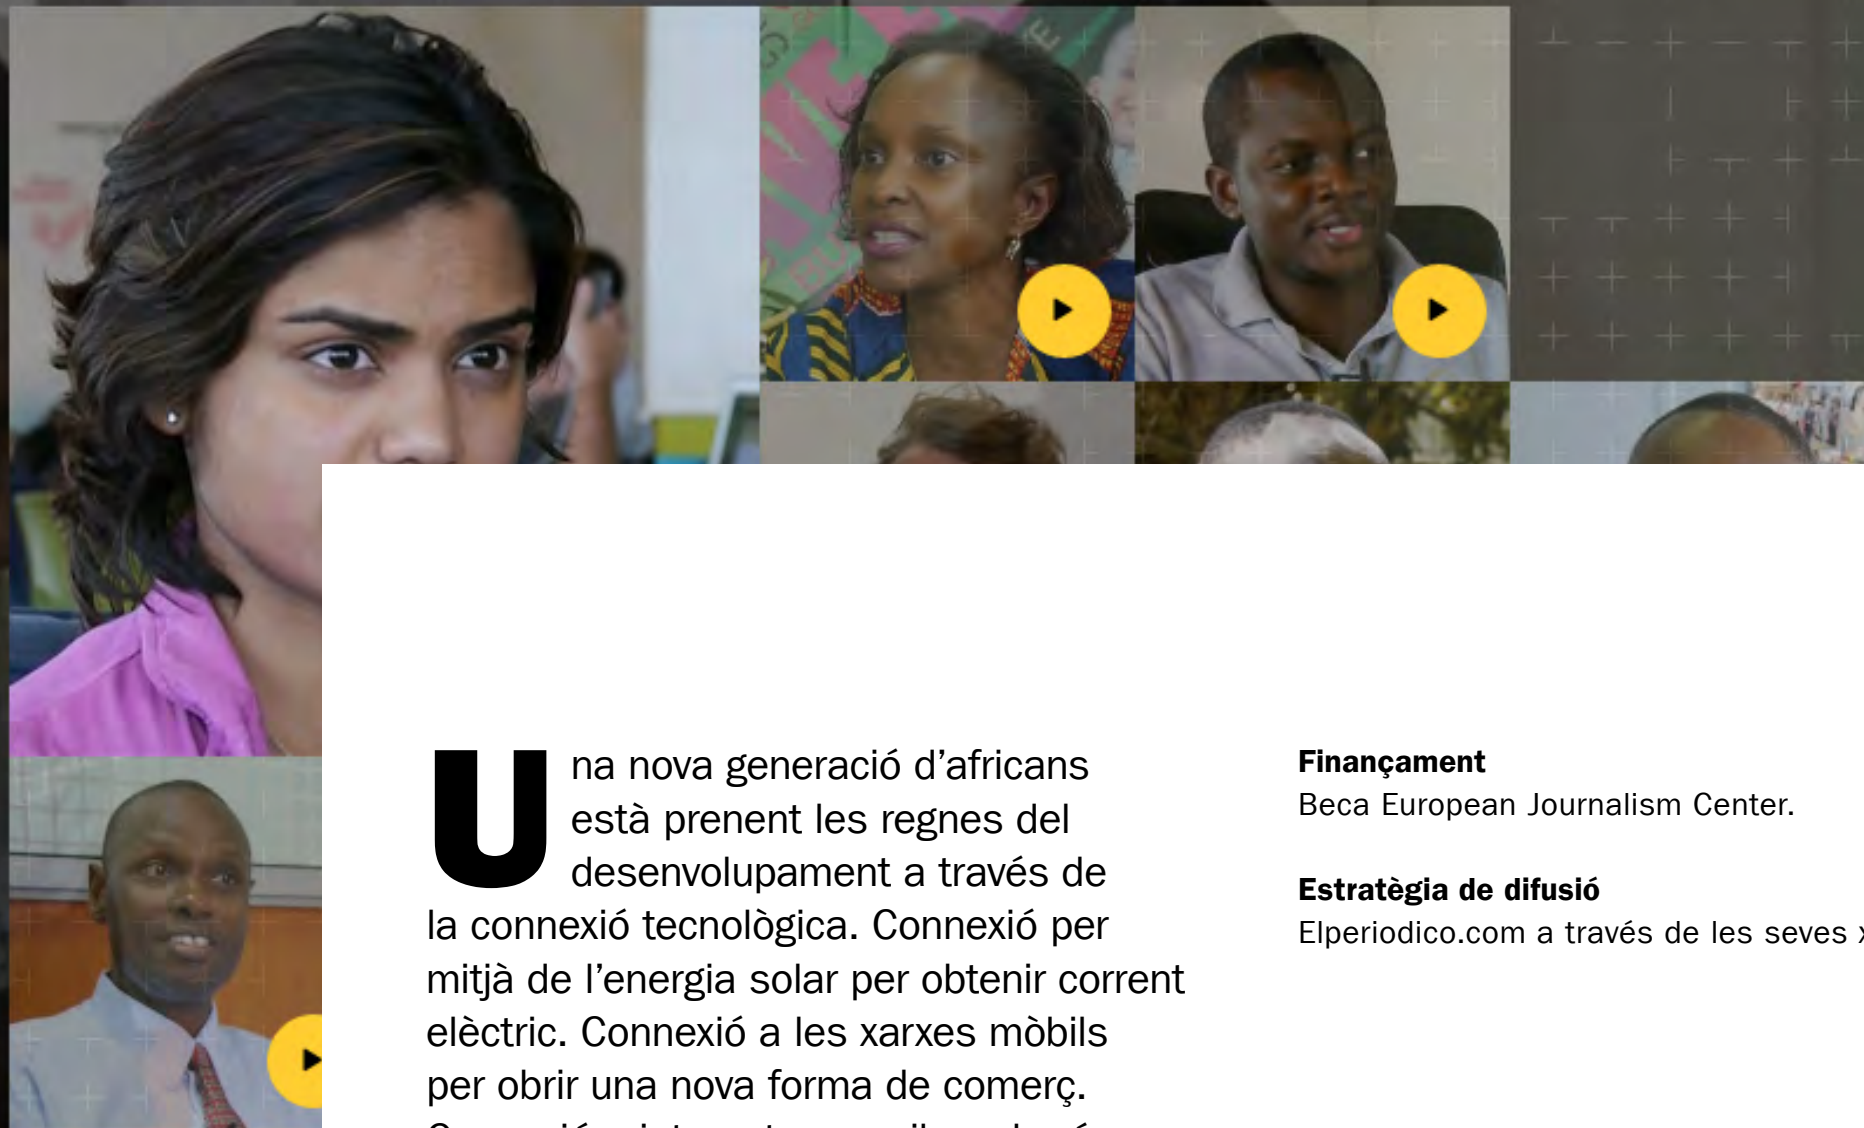 Una nova generació d’africans
està prenent les regnes del
desenvolupament a través de
la connexió tecnològica. Connexió per
mitjà de l’energia solar per obtenir corrent
elèctric. Connexió a les xarxes mòbils
per obrir una nova forma de comerç.
Finançament
Beca European Journalism Center.
Estratègia de difusió
Elperiodico.com a través de les seves